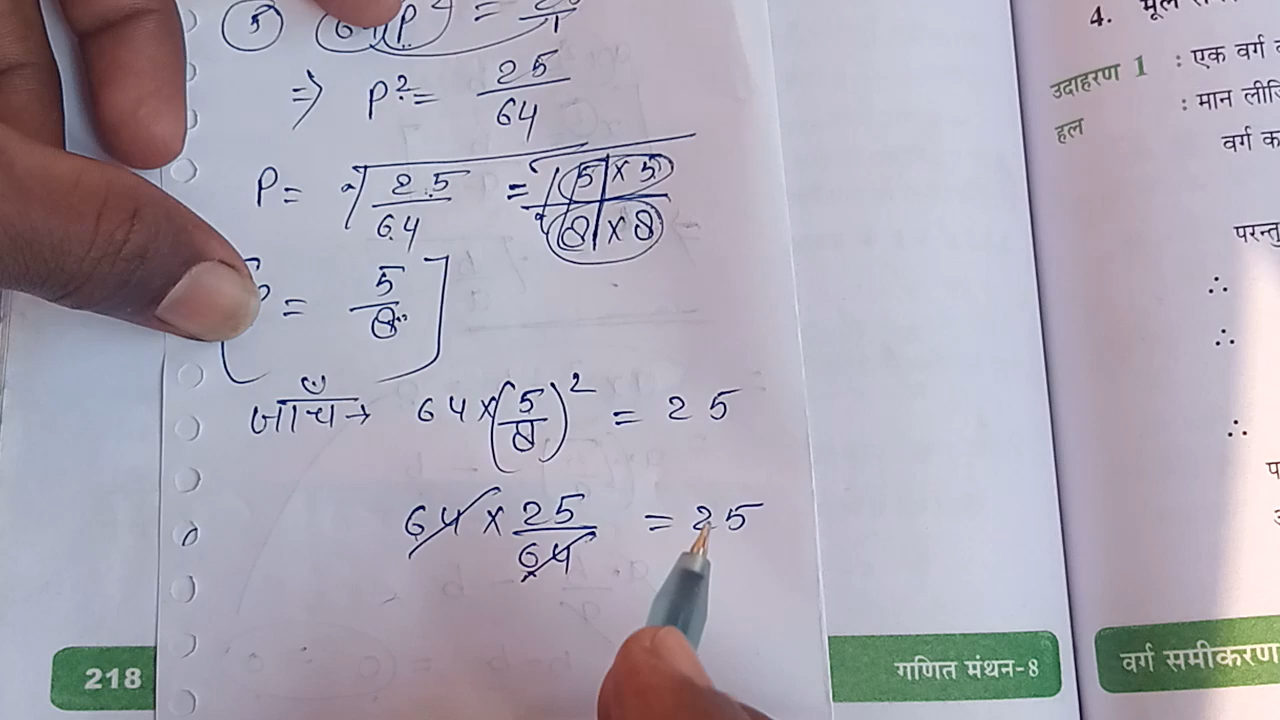 ⇒ P² = 25/64
P = √25/64 = √5 × 5/8 × 8
= 5/8
जाँच → 64 × (5/8)² = 25
64 × 25/64 = 25
218
गणित मंथन-8
4.
उदाहरण 1 : एक वर्ग
हल : मान
वर्ग
परन्तु
∴
∴
∴
वर्ग समीकरण